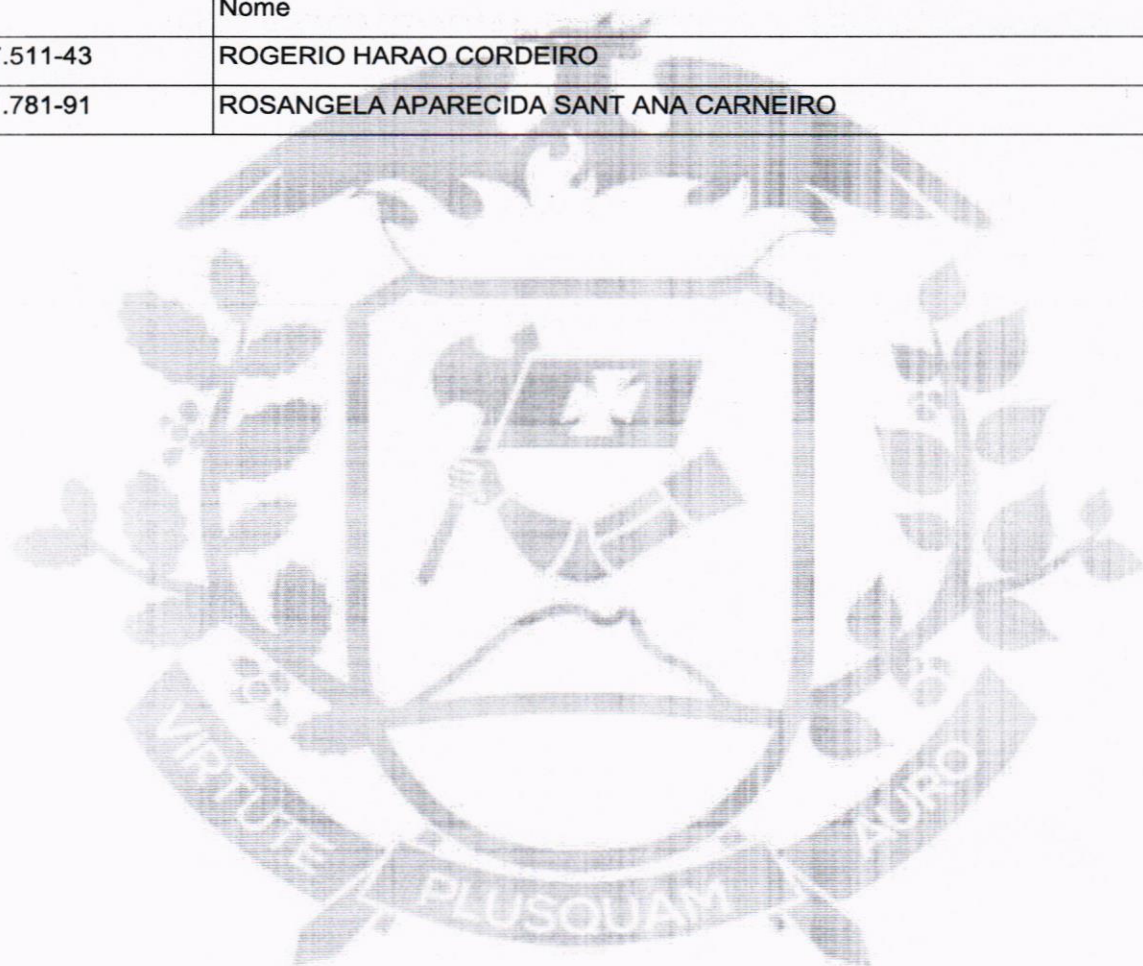 Nome
.511-43 ROGERIO HARAO CORDEIRO
.781-91 ROSANGELA APARECIDA SANT ANA CARNEIRO
VIRTUTE PLUSQUAM AURO